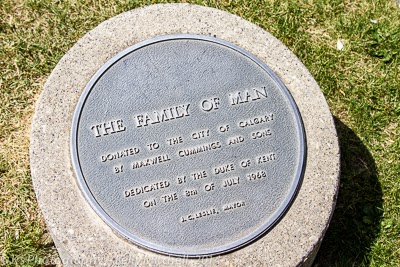 THE FAMILY OF MAN
DONATED TO THE CITY OF CALGARY
BY MAXWELL CUMMINGS AND SONS
DEDICATED BY THE DUKE OF KENT
ON THE 8TH OF JULY 1968
J.C. LESLIE, MAYOR